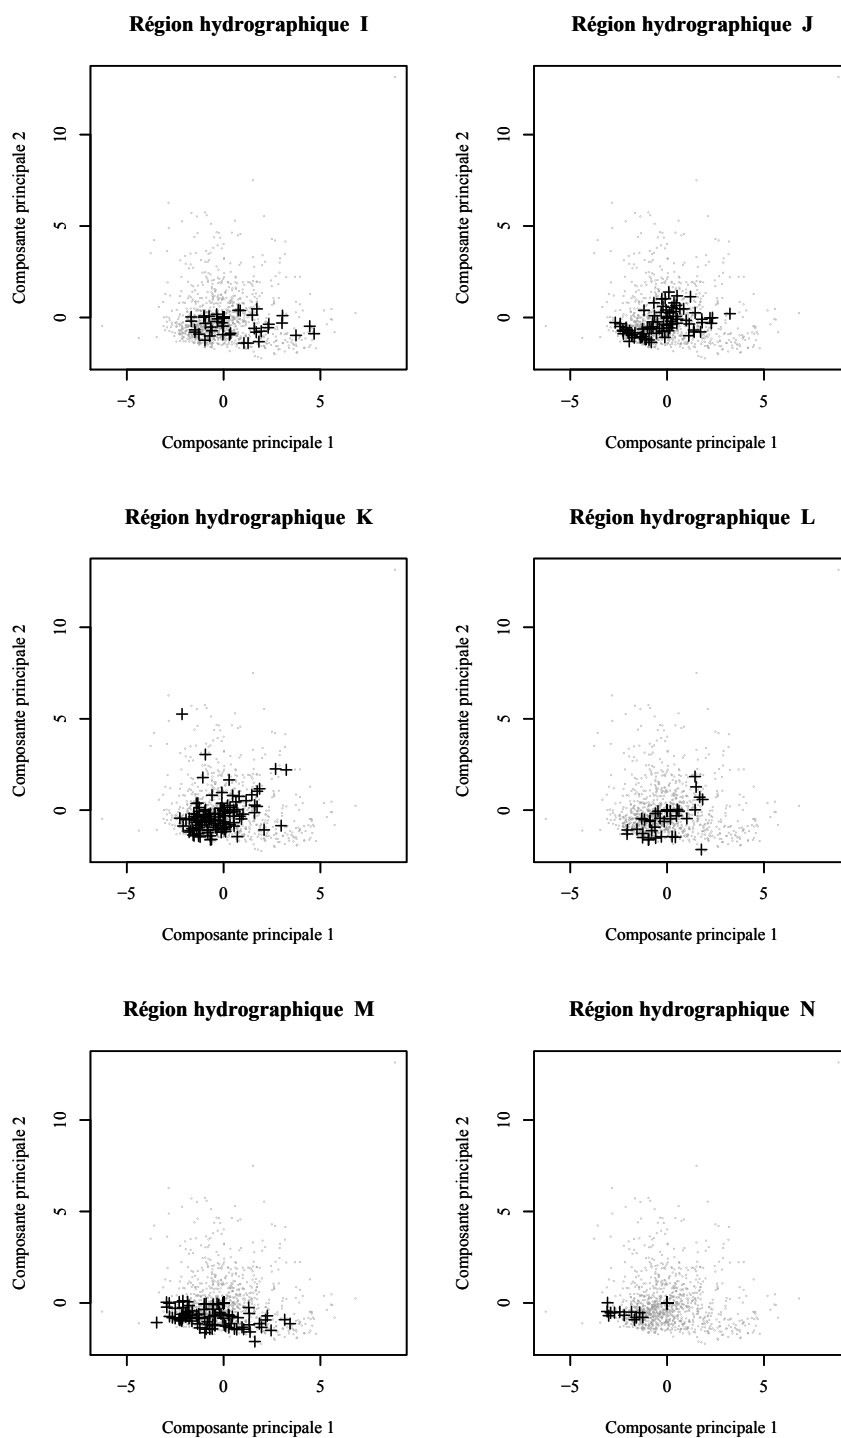 Région hydrographique I
Région hydrographique J
Composante principale 2
10
5
0
−5
0
5
Composante principale 1
Composante principale 2
10
5
0
−5
0
5
Composante principale 1
Région hydrographique K
Région hydrographique L
Composante principale 2
10
5
0
−5
0
5
Composante principale 1
Composante principale 2
10
5
0
−5
0
5
Composante principale 1
Région hydrographique M
Région hydrographique N
Composante principale 2
10
5
0
−5
0
5
Composante principale 1
Composante principale 2
10
5
0
−5
0
5
Composante principale 1